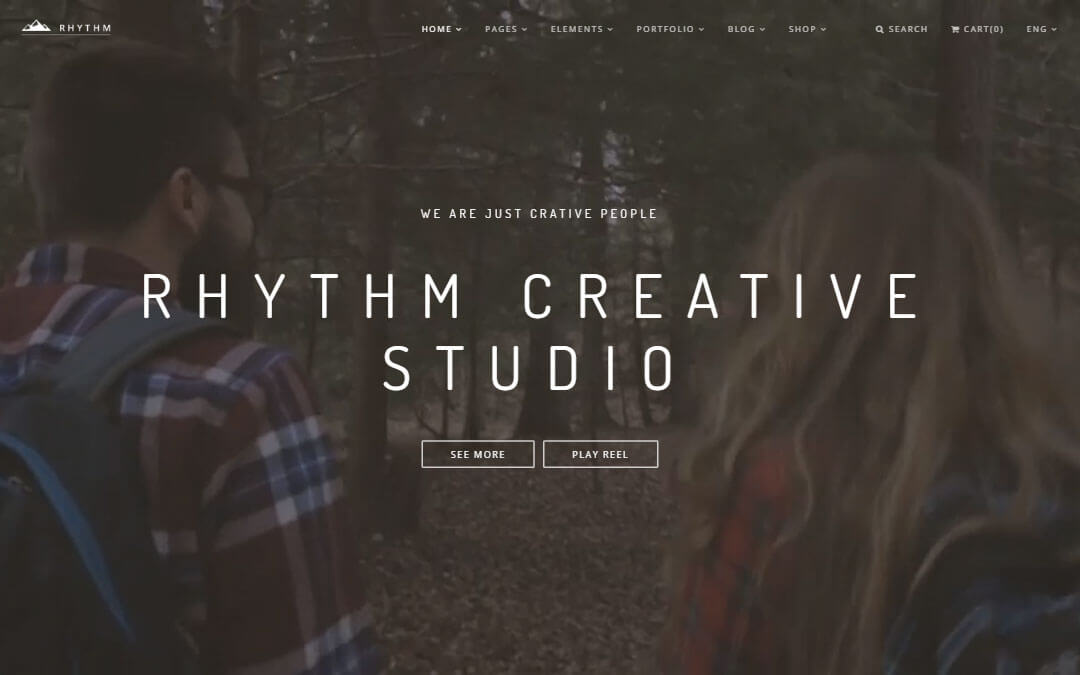 RHYTHM
HOME PAGES ELEMENTS PORTFOLIO BLOG SHOP SEARCH CART(0) ENG
WE ARE JUST CRATIVE PEOPLE
RHYTHM CREATIVE
STUDIO
SEE MORE PLAY REEL